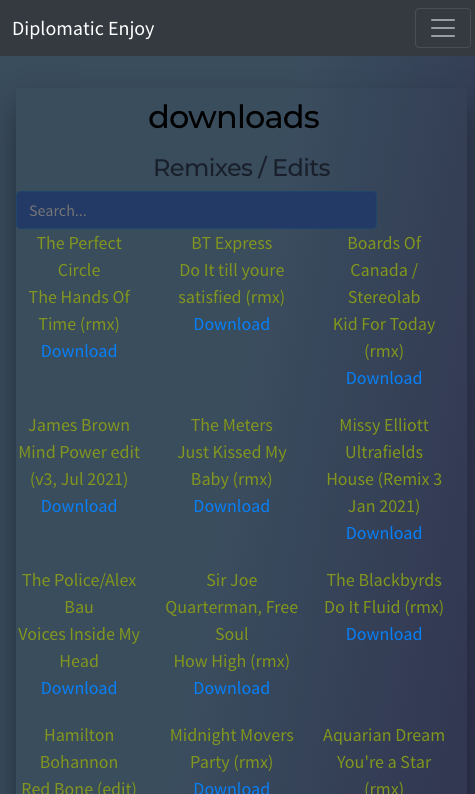 Diplomatic Enjoy
downloads
Remixes / Edits
Search...
The Perfect
Circle
The Hands Of
Time (rmx)
Download
BT Express
Do It till youre
satisfied (rmx)
Download
Boards Of
Canada /
Stereolab
Kid For Today
(rmx)
Download
James Brown
Mind Power edit
(v3, Jul 2021)
Download
The Meters
Just Kissed My
Baby (rmx)
Download
Missy Elliott
Ultrafields
House (Remix 3
Jan 2021)
Download
The Police/Alex
Bau
Voices Inside My
Head
Download
Sir Joe
Quarterman, Free
Soul
How High (rmx)
Download
The Blackbyrds
Do It Fluid (rmx)
Download
Hamilton
Bohannon
Red Bone (edit)
Midnight Movers
Party (rmx)
Download
Aquarian Dream
You're a Star
(rmx)